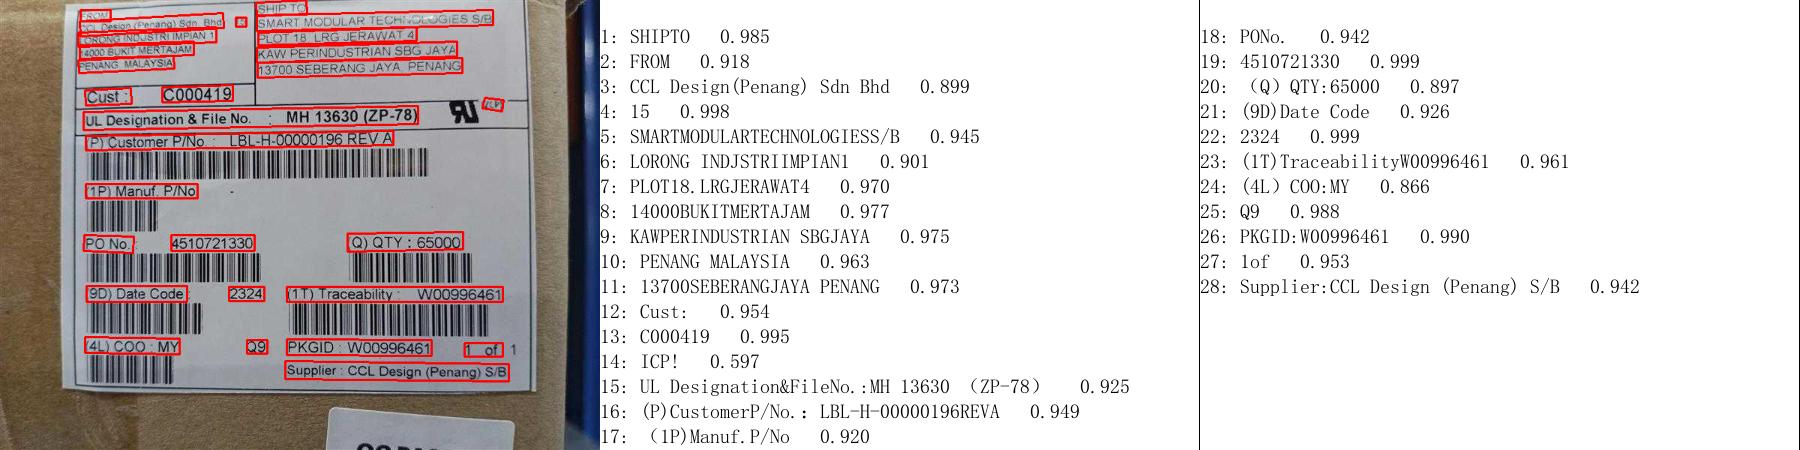 FROM
CCL Design (Penang) Sdn. Bhd
15
LORONG INDUSTRI IMPIAN 1
14000 BUKIT MERTAJAM
PENANG MALAYSIA
SHIP TO
SMART MODULAR TECHNOLOGIES S/B
PLOT 18 LRG JERAWAT 4
KAW PERINDUSTRIAN SBG JAYA
13700 SEBERANG JAYA, PENANG
Cust : C000419
UL Designation & File No. : MH 13630 (ZP-78)
(P) Customer P/No. : LBL-H-00000196 REV A
(1P) Manuf. P/No
PO No. 4510721330 Q) QTY : 65000
9D) Date Code 2324 (1T) Traceability : W00996461
(4L) COO : MY Q9 PKGID : W00996461 1 of 1
Supplier : CCL Design (Penang) S/B
1: SHIPTO 0.985
2: FROM 0.918
3: CCL Design(Penang) Sdn Bhd 0.899
4: 15 0.998
5: SMARTMODULARTECHNOLOGIESS/B 0.945
6: LORONG INDJSTRIIMPIAN1 0.901
7: PLOT18.LRGJERAWAT4 0.970
8: 14000BUKITMERTAJAM 0.977
9: KAWPERINDUSTRIAN SBGJAYA 0.975
10: PENANG MALAYSIA 0.963
11: 13700SEBERANGJAYA PENANG 0.973
12: Cust: 0.954
13: C000419 0.995
14: ICP! 0.597
15: UL Designation&FileNo.:MH 13630 （ZP-78） 0.925
16: (P)CustomerP/No.：LBL-H-00000196REVA 0.949
17: （1P)Manuf.P/No 0.920
18: PONo. 0.942
19: 4510721330 0.999
20: （Q）QTY:65000 0.897
21: (9D)Date Code 0.926
22: 2324 0.999
23: (1T)TraceabilityW00996461 0.961
24: (4L）COO:MY 0.866
25: Q9 0.988
26: PKGID:W00996461 0.990
27: 1of 0.953
28: Supplier:CCL Design (Penang) S/B 0.942